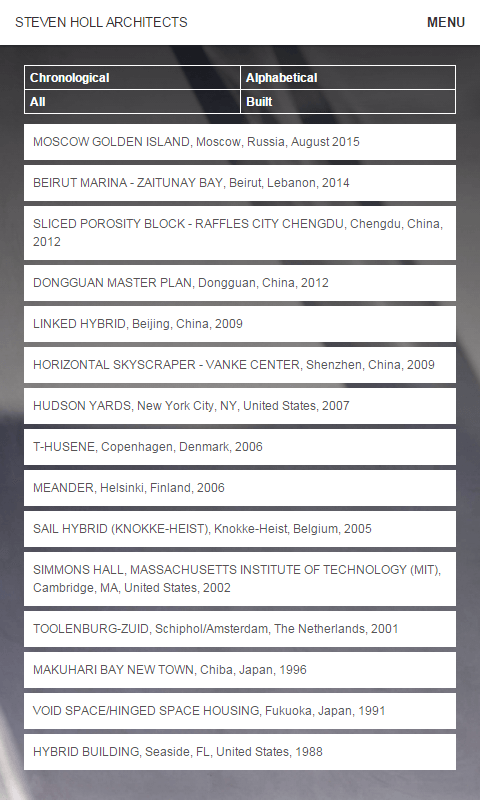 STEVEN HOLL ARCHITECTS MENU
Chronological Alphabetical
All Built
MOSCOW GOLDEN ISLAND, Moscow, Russia, August 2015
BEIRUT MARINA - ZAITUNAY BAY, Beirut, Lebanon, 2014
SLICED POROSITY BLOCK - RAFFLES CITY CHENGDU, Chengdu, China,
2012
DONGGUAN MASTER PLAN, Dongguan, China, 2012
LINKED HYBRID, Beijing, China, 2009
HORIZONTAL SKYSCRAPER - VANKE CENTER, Shenzhen, China, 2009
HUDSON YARDS, New York City, NY, United States, 2007
T-HUSENE, Copenhagen, Denmark, 2006
MEANDER, Helsinki, Finland, 2006
SAIL HYBRID (KNOKKE-HEIST), Knokke-Heist, Belgium, 2005
SIMMONS HALL, MASSACHUSETTS INSTITUTE OF TECHNOLOGY (MIT),
Cambridge, MA, United States, 2002
TOOLENBURG-ZUID, Schiphol/Amsterdam, The Netherlands, 2001
MAKUHARI BAY NEW TOWN, Chiba, Japan, 1996
VOID SPACE/HINGED SPACE HOUSING, Fukuoka, Japan, 1991
HYBRID BUILDING, Seaside, FL, United States, 1988